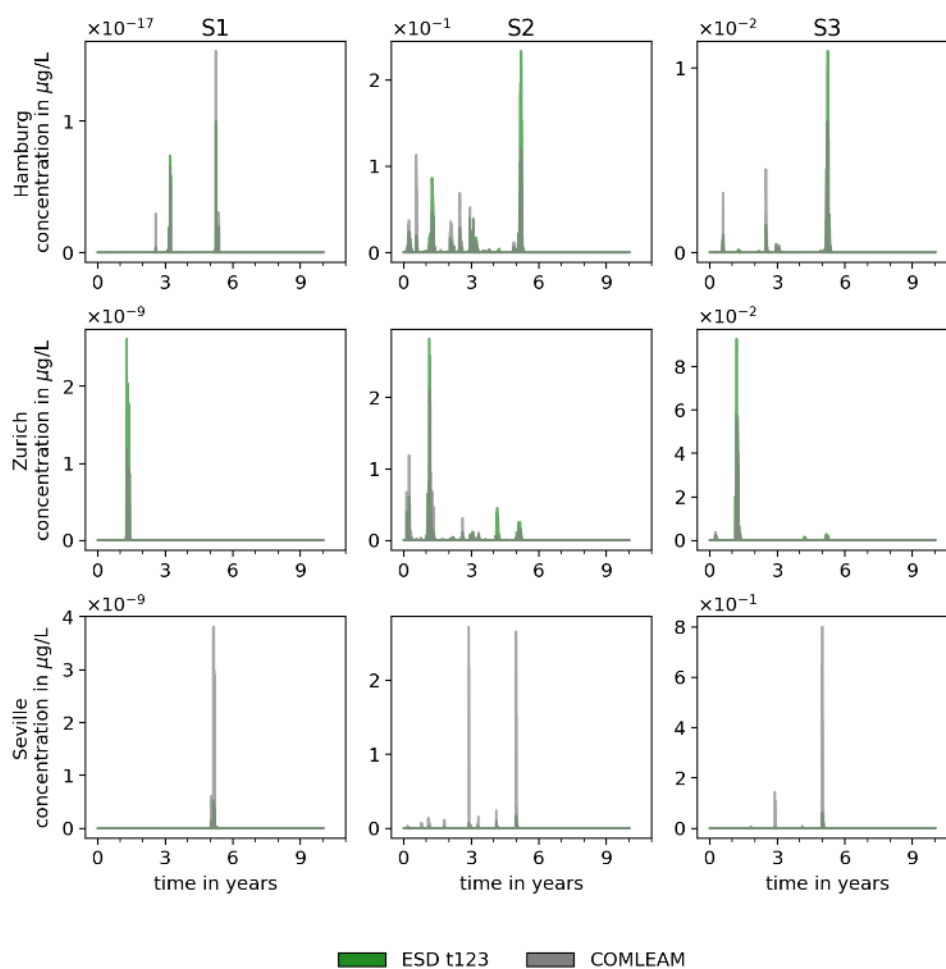 S1 S2 S3
×10⁻¹⁷ ×10⁻¹ ×10⁻²
Hamburg
concentration in μg/L
1
0
2
1
0
1
0
0 3 6 9
0 3 6 9
0 3 6 9
×10⁻⁹ ×10⁻²
Zurich
concentration in μg/L
2
1
0
2
1
0
8
6
4
2
0
0 3 6 9
0 3 6 9
0 3 6 9
×10⁻⁹ ×10⁻¹
Seville
concentration in μg/L
4
3
2
1
0
2
1
0
8
6
4
2
0
0 3 6 9
0 3 6 9
0 3 6 9
time in years time in years time in years
ESD t123 COMLEAM